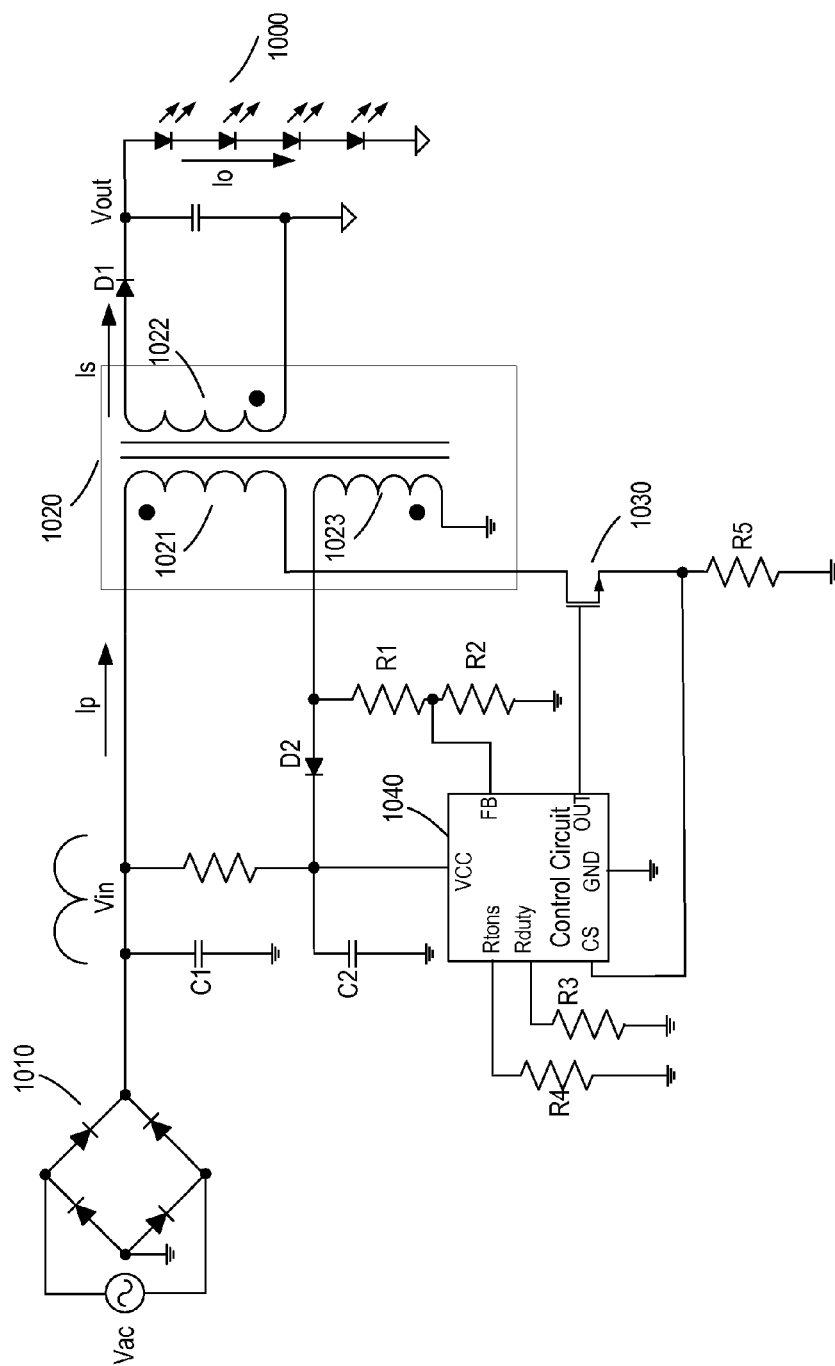 Vac
1010
Vin
C1
Ip
1020
1021
1022
1023
Is
D1
Vout
Io
1000
D2
C2
R1
R2
1040
VCC
FB
Rtons
Rduty
Control Circuit
OUT
CS
GND
R4
R3
1030
R5